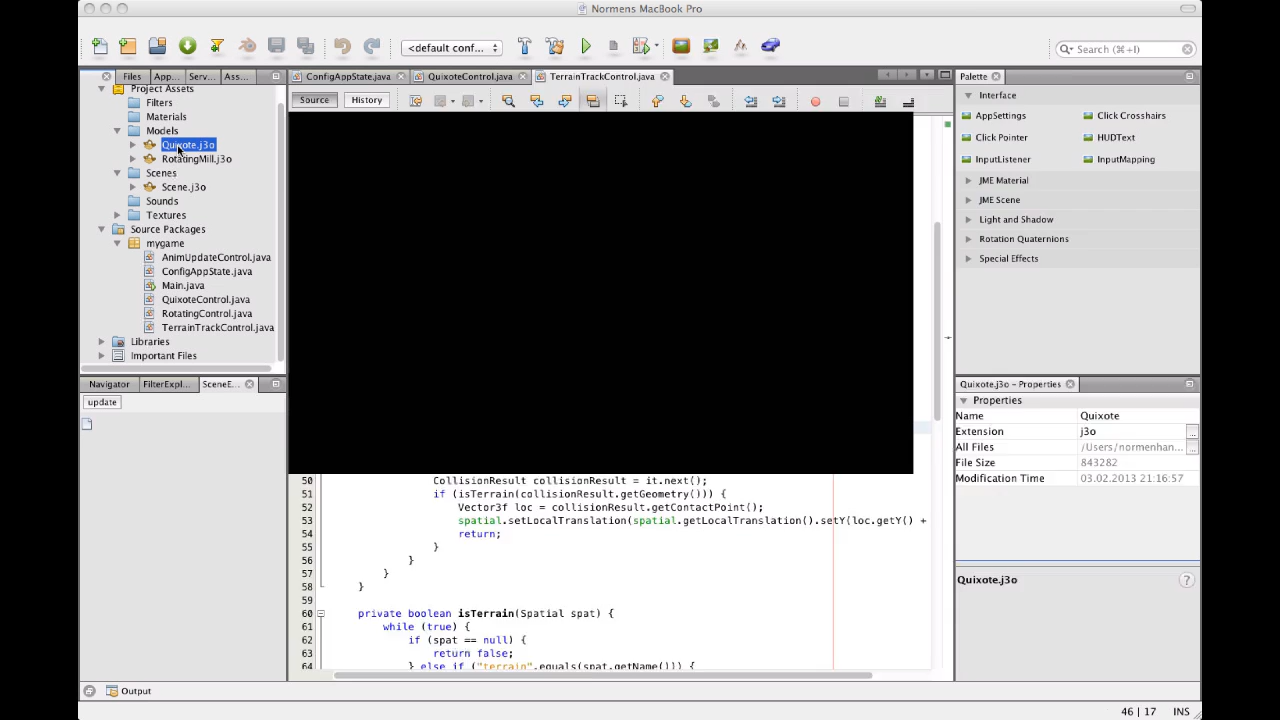 Normens MacBook Pro
<default conf...
Search (⌘+I)
Files
App...
Serv...
Ass...
ConfigAppState.java
QuixoteControl.java
TerrainTrackControl.java
Palette
Source
History
Project Assets
Filters
Materials
Models
Quixote.j3o
RotatingMill.j3o
Scenes
Scene.j3o
Sounds
Textures
Source Packages
mygame
AnimUpdateControl.java
ConfigAppState.java
Main.java
QuixoteControl.java
RotatingControl.java
TerrainTrackControl.java
Libraries
Important Files
Interface
AppSettings
Click Crosshairs
Click Pointer
HUDText
InputListener
InputMapping
JME Material
JME Scene
Light and Shadow
Rotation Quaternions
Special Effects
Navigator
FilterExpl...
SceneE...
update
Quixote.j3o - Properties
Properties
Name Quixote
Extension j3o ...
All Files /Users/normenhan... ...
File Size 843282
Modification Time 03.02.2013 21:16:57
Quixote.j3o
?
50 CollisionResult collisionResult = it.next();
51 if (isTerrain(collisionResult.getGeometry())) {
52 Vector3f loc = collisionResult.getContactPoint();
53 spatial.setLocalTranslation(spatial.getLocalTranslation().setY(loc.getY() +
54 return;
55 }
56 }
57 }
58 }
59
60 private boolean isTerrain(Spatial spat) {
61 while (true) {
62 if (spat == null) {
63 return false;
64 } else if ("terrain".equals(spat.getName())) {
Output
46 | 17 INS